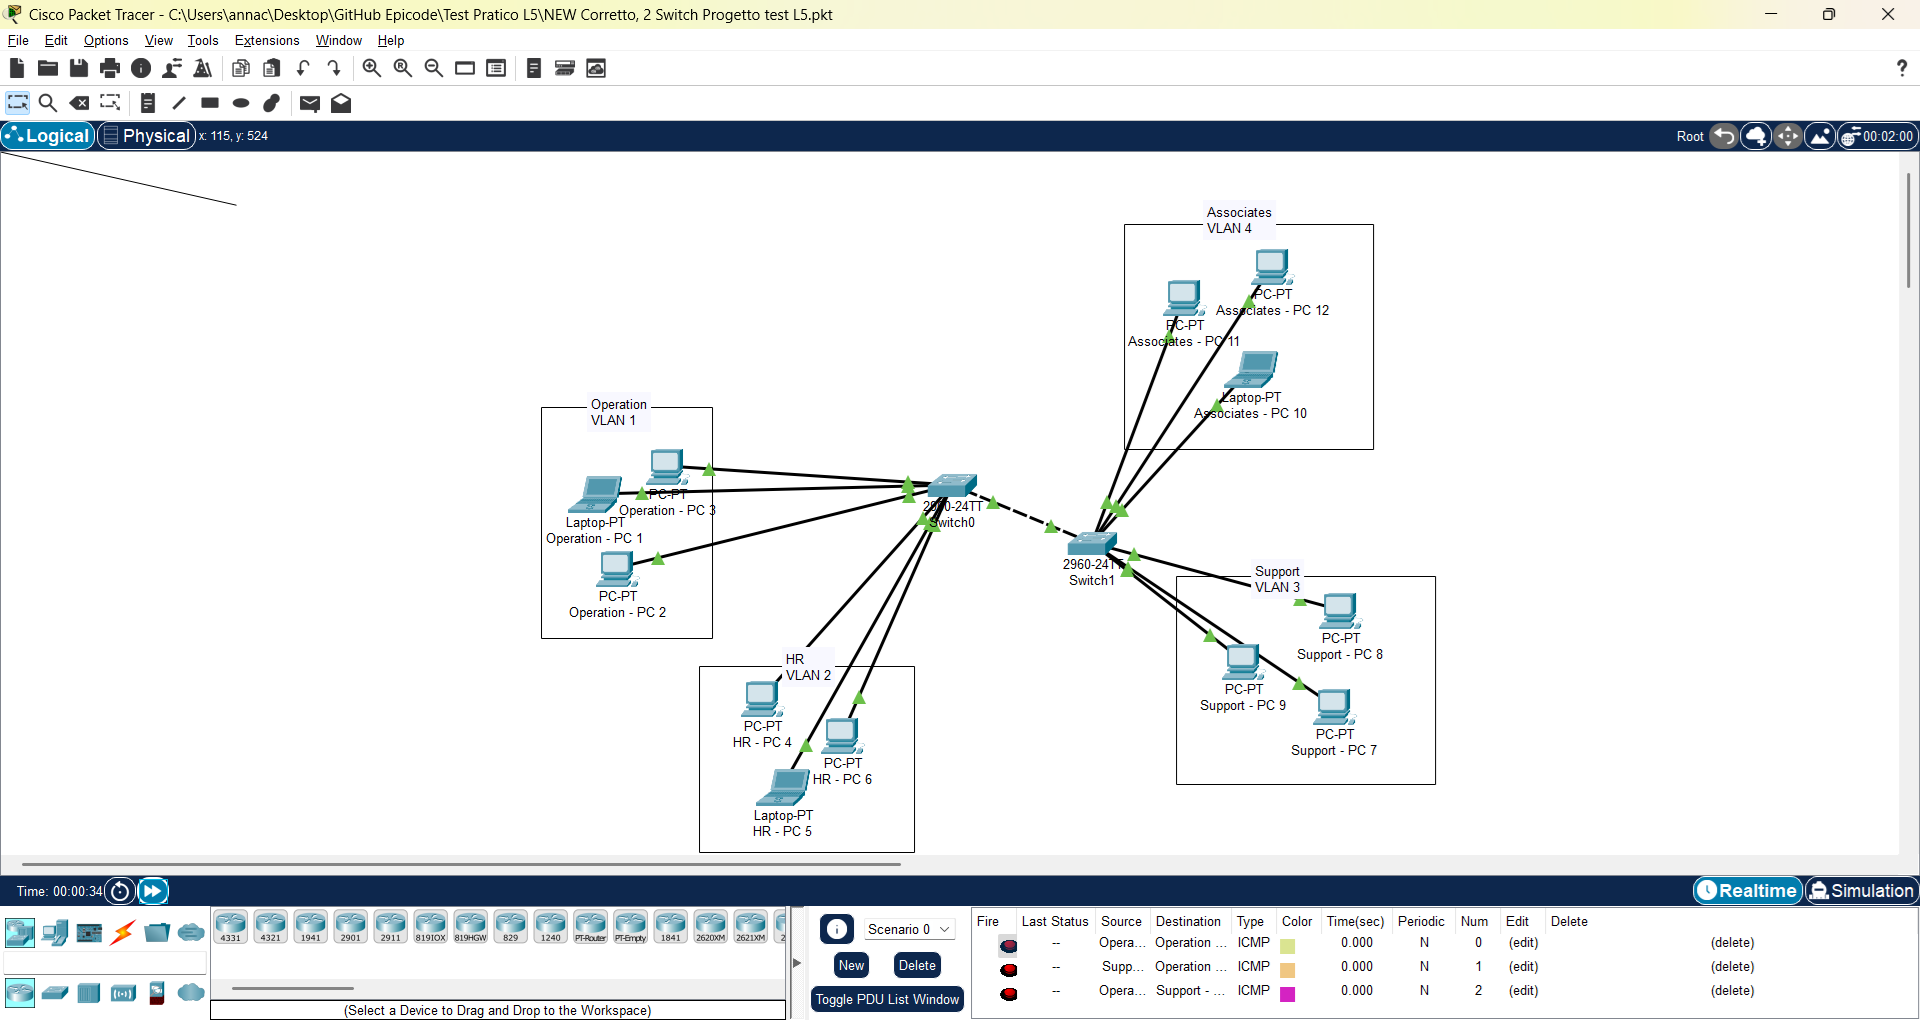 Cisco Packet Tracer - C:\Users\annac\Desktop\GitHub Epicode\Test Pratico L5\NEW Corretto, 2 Switch Progetto test L5.pkt
File Edit Options View Tools Extensions Window Help
?
Logical Physical x: 115, y: 524
Root 00:02:00
Associates
VLAN 4
PC-PT
Associates - PC 12
PC-PT
Associates - PC 11
Laptop-PT
Associates - PC 10
Operation
VLAN 1
PC-PT
Operation - PC 3
Laptop-PT
Operation - PC 1
PC-PT
Operation - PC 2
2960-24TT
Switch0
2960-24TT
Switch1
Support
VLAN 3
PC-PT
Support - PC 8
PC-PT
Support - PC 9
PC-PT
Support - PC 7
HR
VLAN 2
PC-PT
HR - PC 4
PC-PT
HR - PC 6
Laptop-PT
HR - PC 5
Time: 00:00:34
Realtime Simulation
4331 4321 1941 2901 2911 819IOX 819HGW 829 1240 PT-Router PT-Empty 1841 2620XM 2621XM 2
(Select a Device to Drag and Drop to the Workspace)
Scenario 0
New Delete
Toggle PDU List Window
Fire Last Status Source Destination Type Color Time(sec) Periodic Num Edit Delete
-- Opera... Operation ... ICMP 0.000 N 0 (edit) (delete)
-- Supp... Operation ... ICMP 0.000 N 1 (edit) (delete)
-- Opera... Support - ... ICMP 0.000 N 2 (edit) (delete)